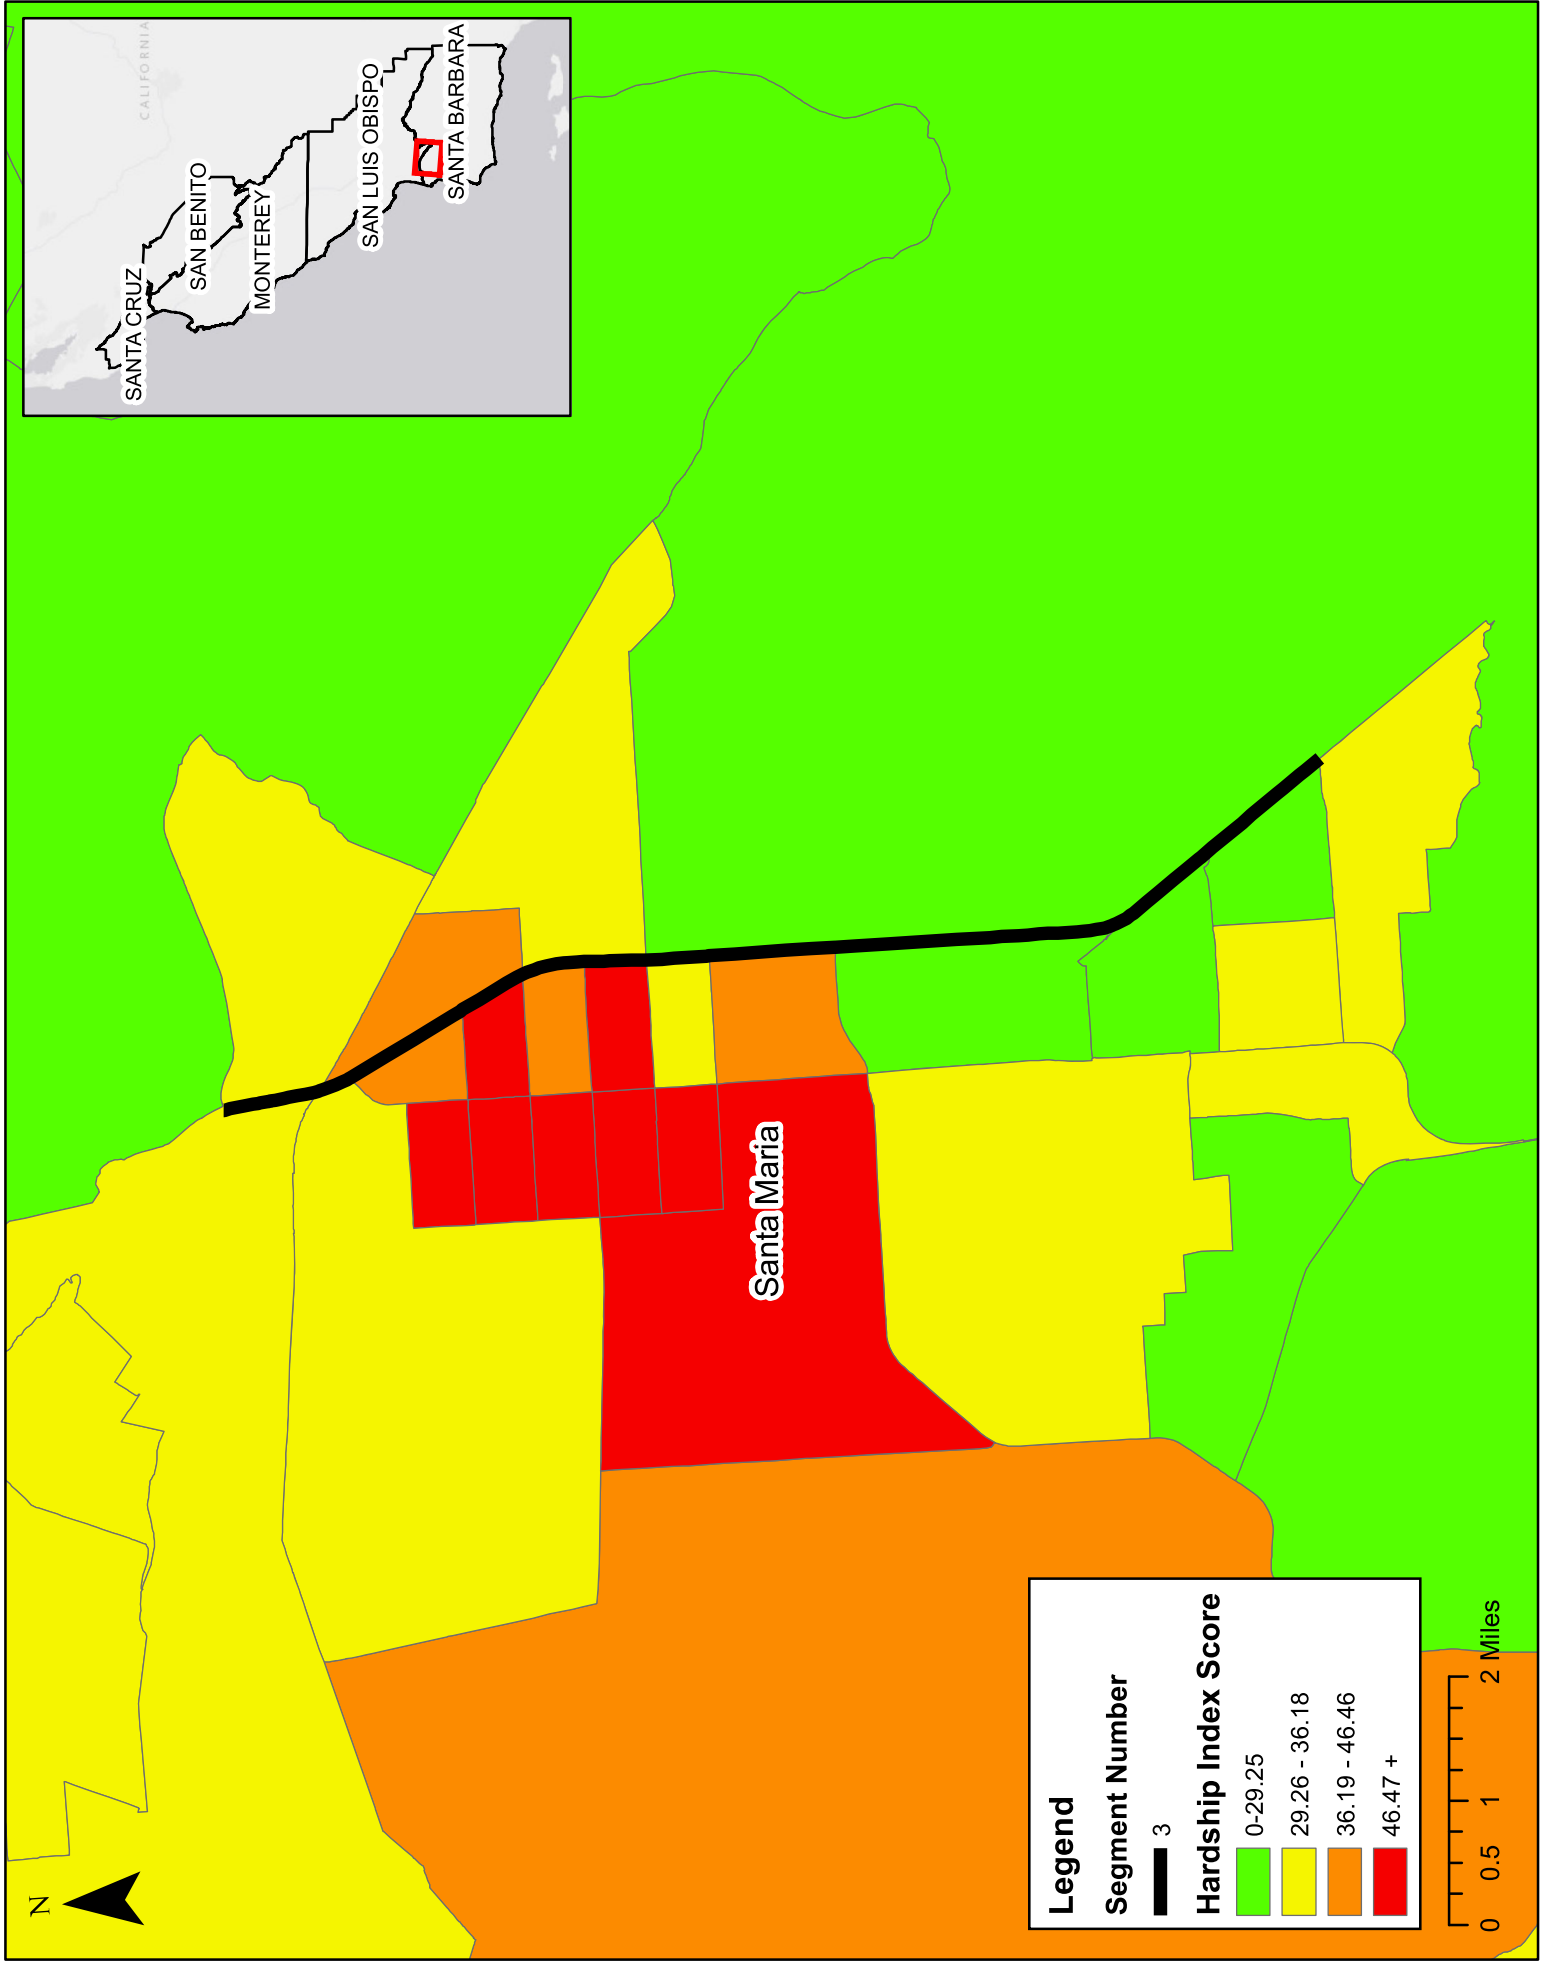 N
CALIFORNIA
SANTA CRUZ
SAN BENITO
MONTEREY
SAN LUIS OBISPO
SANTA BARBARA
Santa Maria
Legend
Segment Number
3
Hardship Index Score
0-29.25
29.26 - 36.18
36.19 - 46.46
46.47 +
0 0.5 1 2 Miles